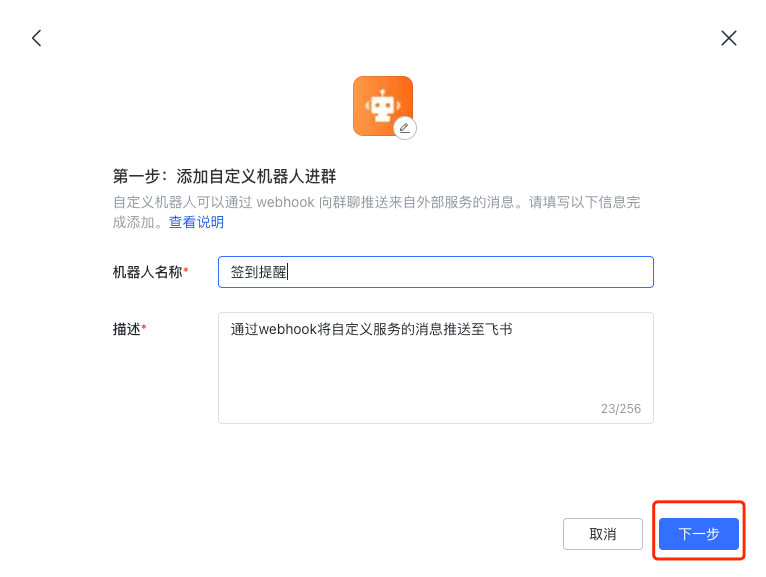 第一步：添加自定义机器人进群
自定义机器人可以通过 webhook 向群聊推送来自外部服务的消息。请填写以下信息完
成添加。查看说明
机器人名称*
签到提醒
描述*
通过webhook将自定义服务的消息推送至飞书
23/256
取消
下一步